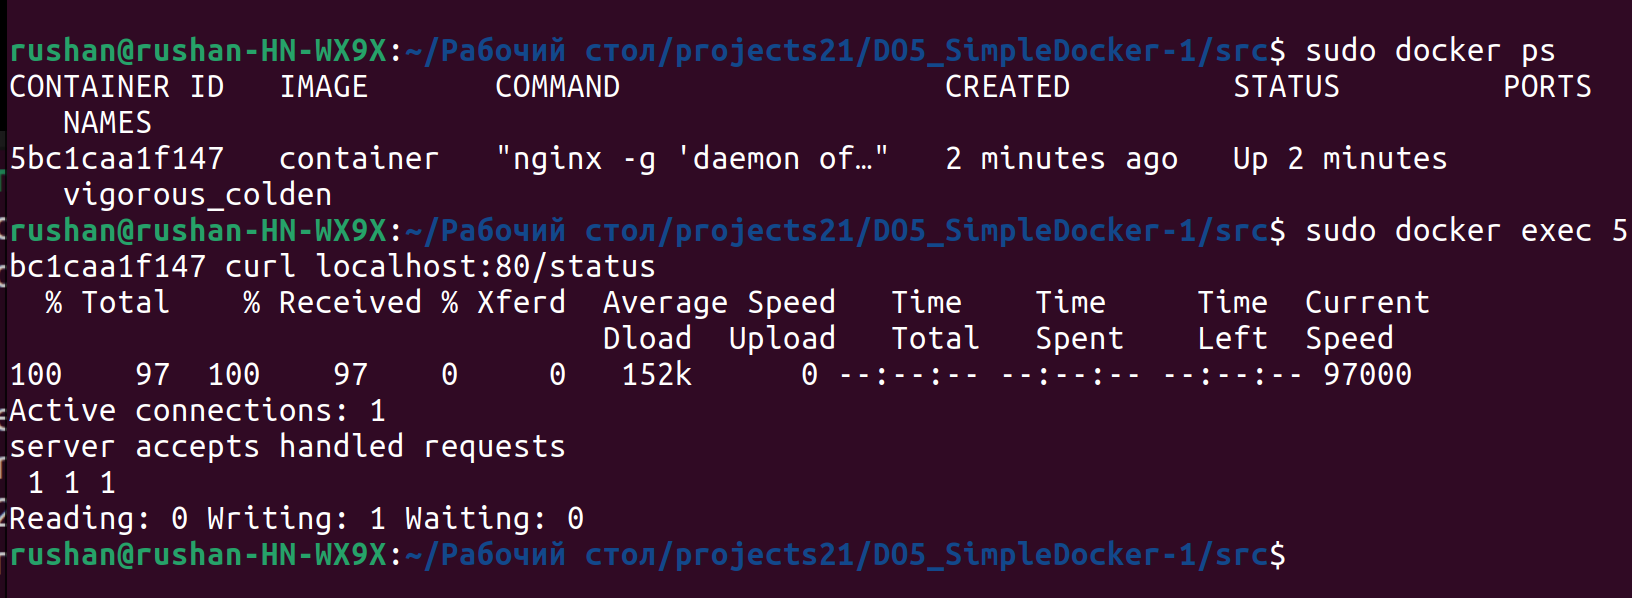 rushan@rushan-HN-WX9X:~/Рабочий стол/projects21/DO5_SimpleDocker-1/src$ sudo docker ps
CONTAINER ID   IMAGE       COMMAND                  CREATED         STATUS         PORTS
   NAMES
5bc1caa1f147   container   "nginx -g 'daemon of…"   2 minutes ago   Up 2 minutes
   vigorous_colden
rushan@rushan-HN-WX9X:~/Рабочий стол/projects21/DO5_SimpleDocker-1/src$ sudo docker exec 5
bc1caa1f147 curl localhost:80/status
  % Total    % Received % Xferd  Average Speed   Time    Time     Time  Current
                                 Dload  Upload   Total   Spent    Left  Speed
100    97  100    97    0     0   152k      0 --:--:-- --:--:-- --:--:-- 97000
Active connections: 1
server accepts handled requests
 1 1 1
Reading: 0 Writing: 1 Waiting: 0
rushan@rushan-HN-WX9X:~/Рабочий стол/projects21/DO5_SimpleDocker-1/src$